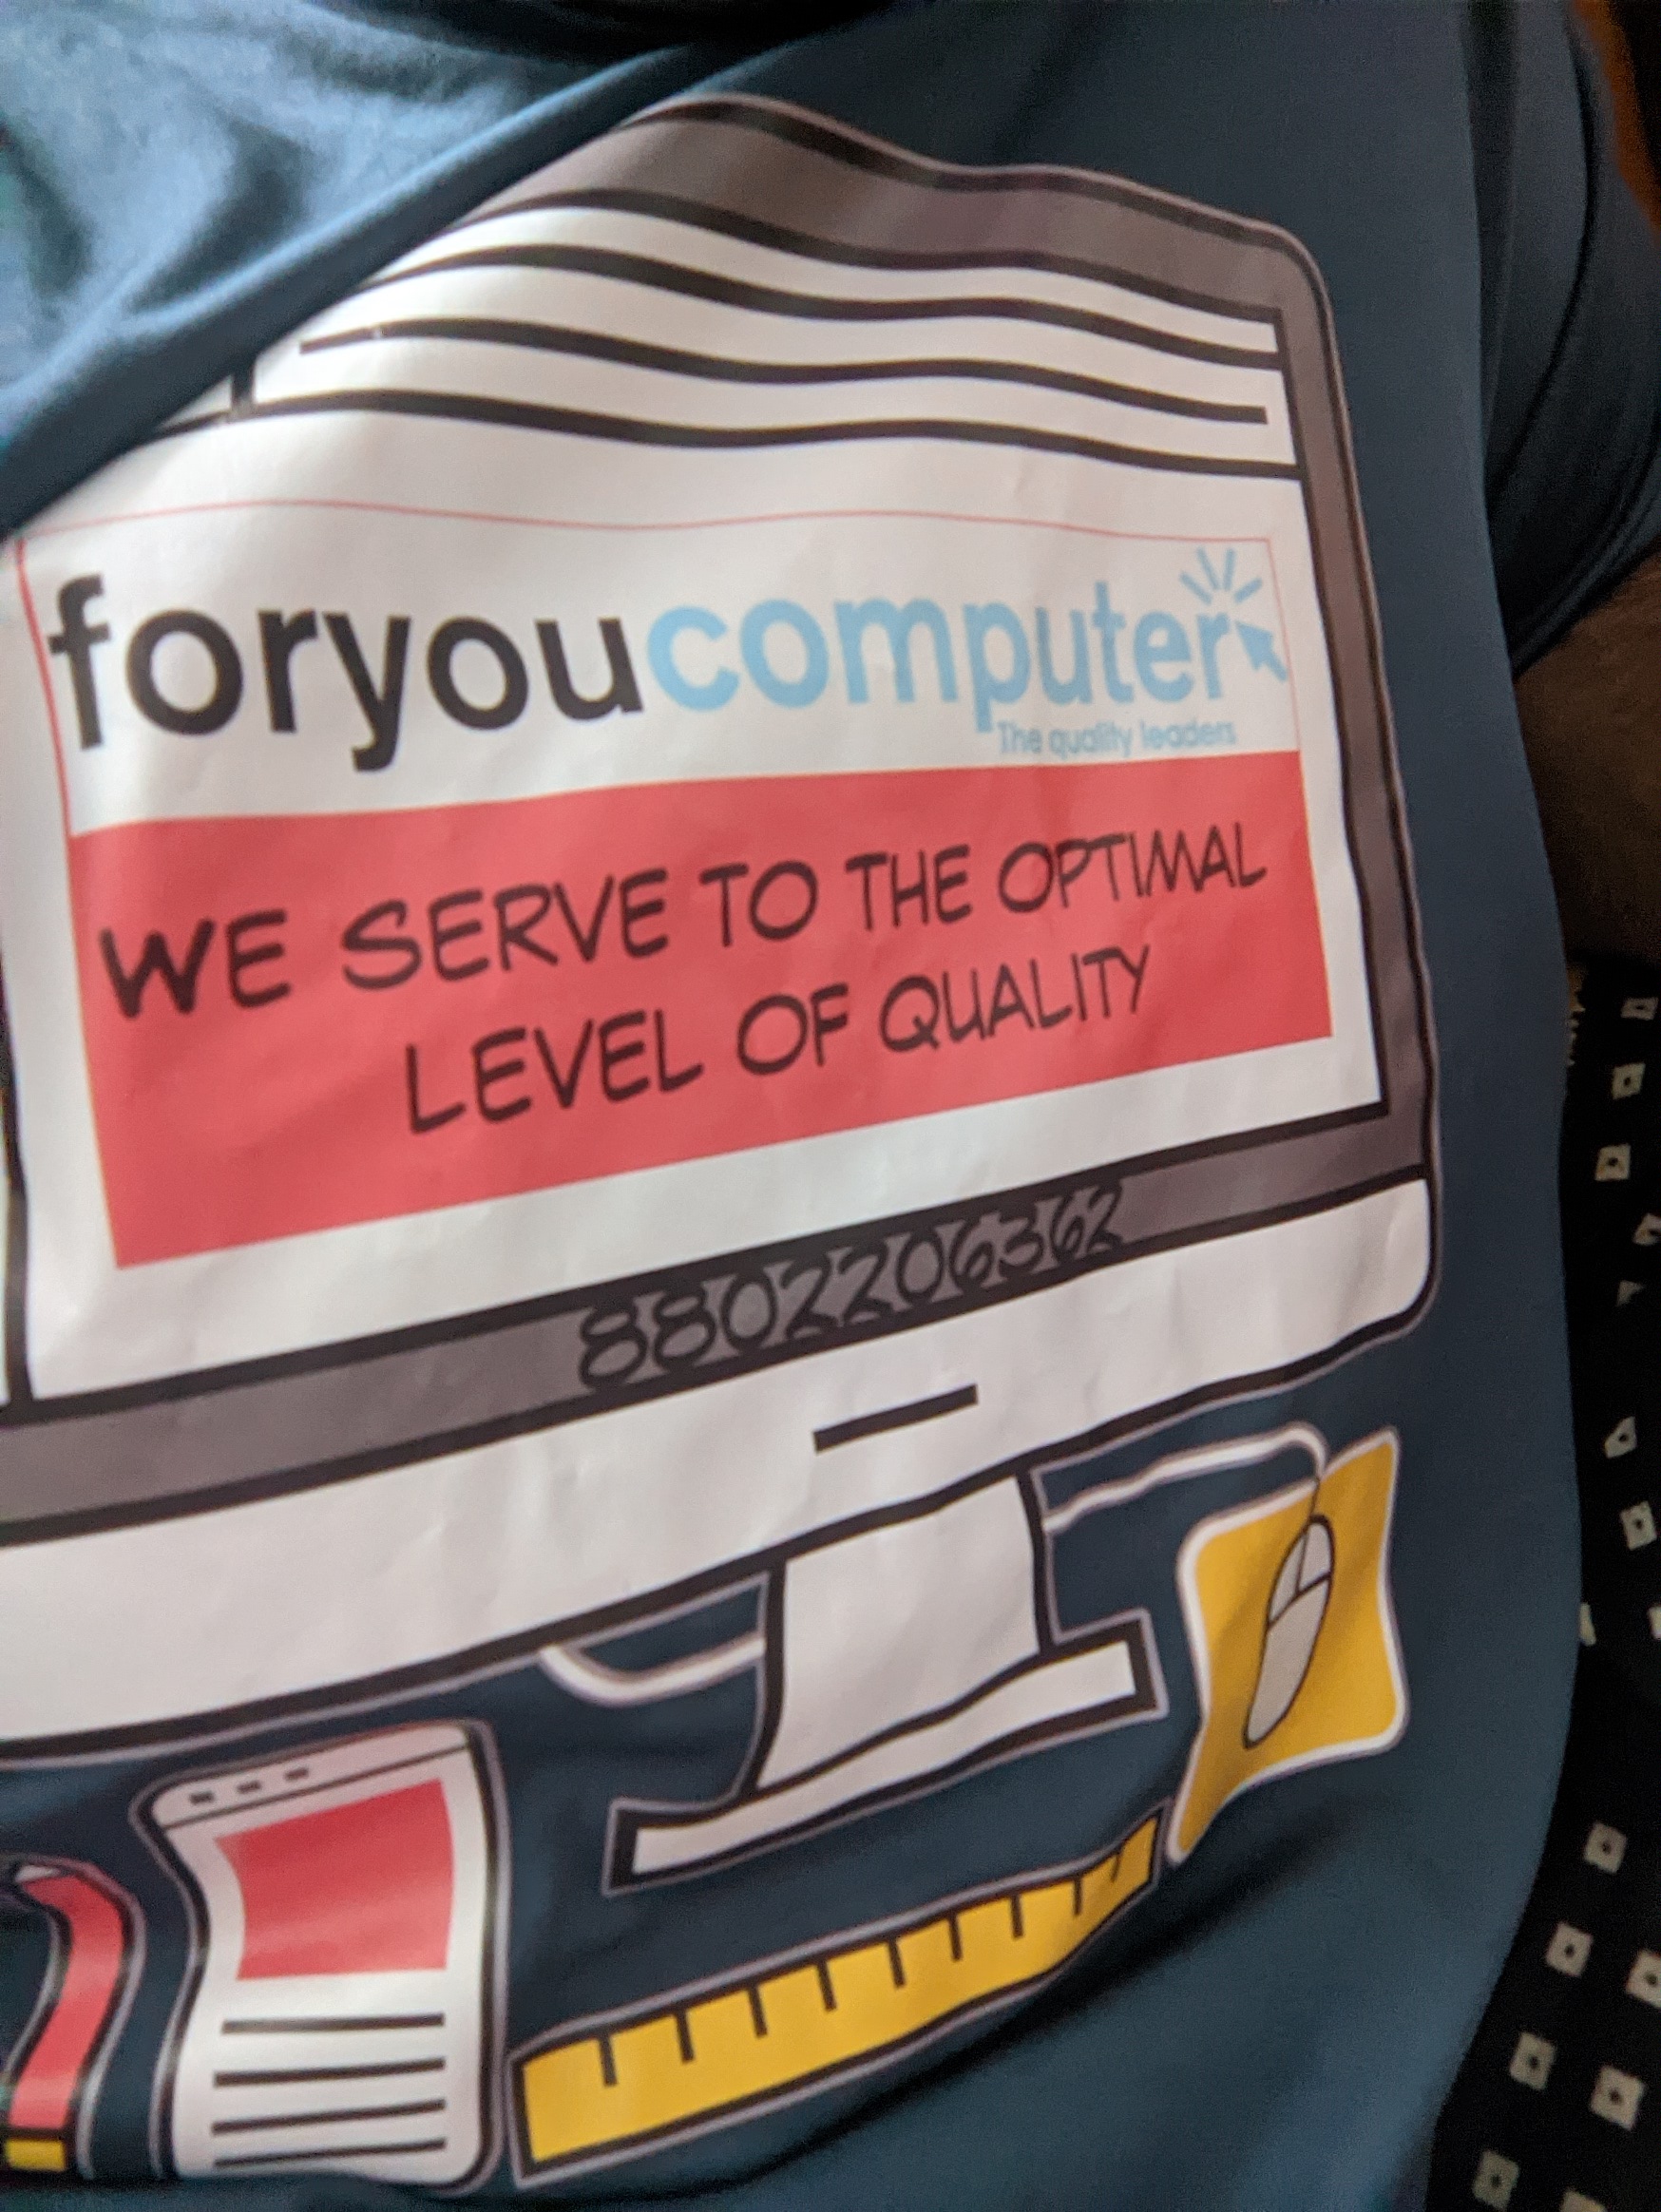 foryoucomputer
The quality leaders
WE SERVE TO THE OPTIMAL
LEVEL OF QUALITY
8802206362